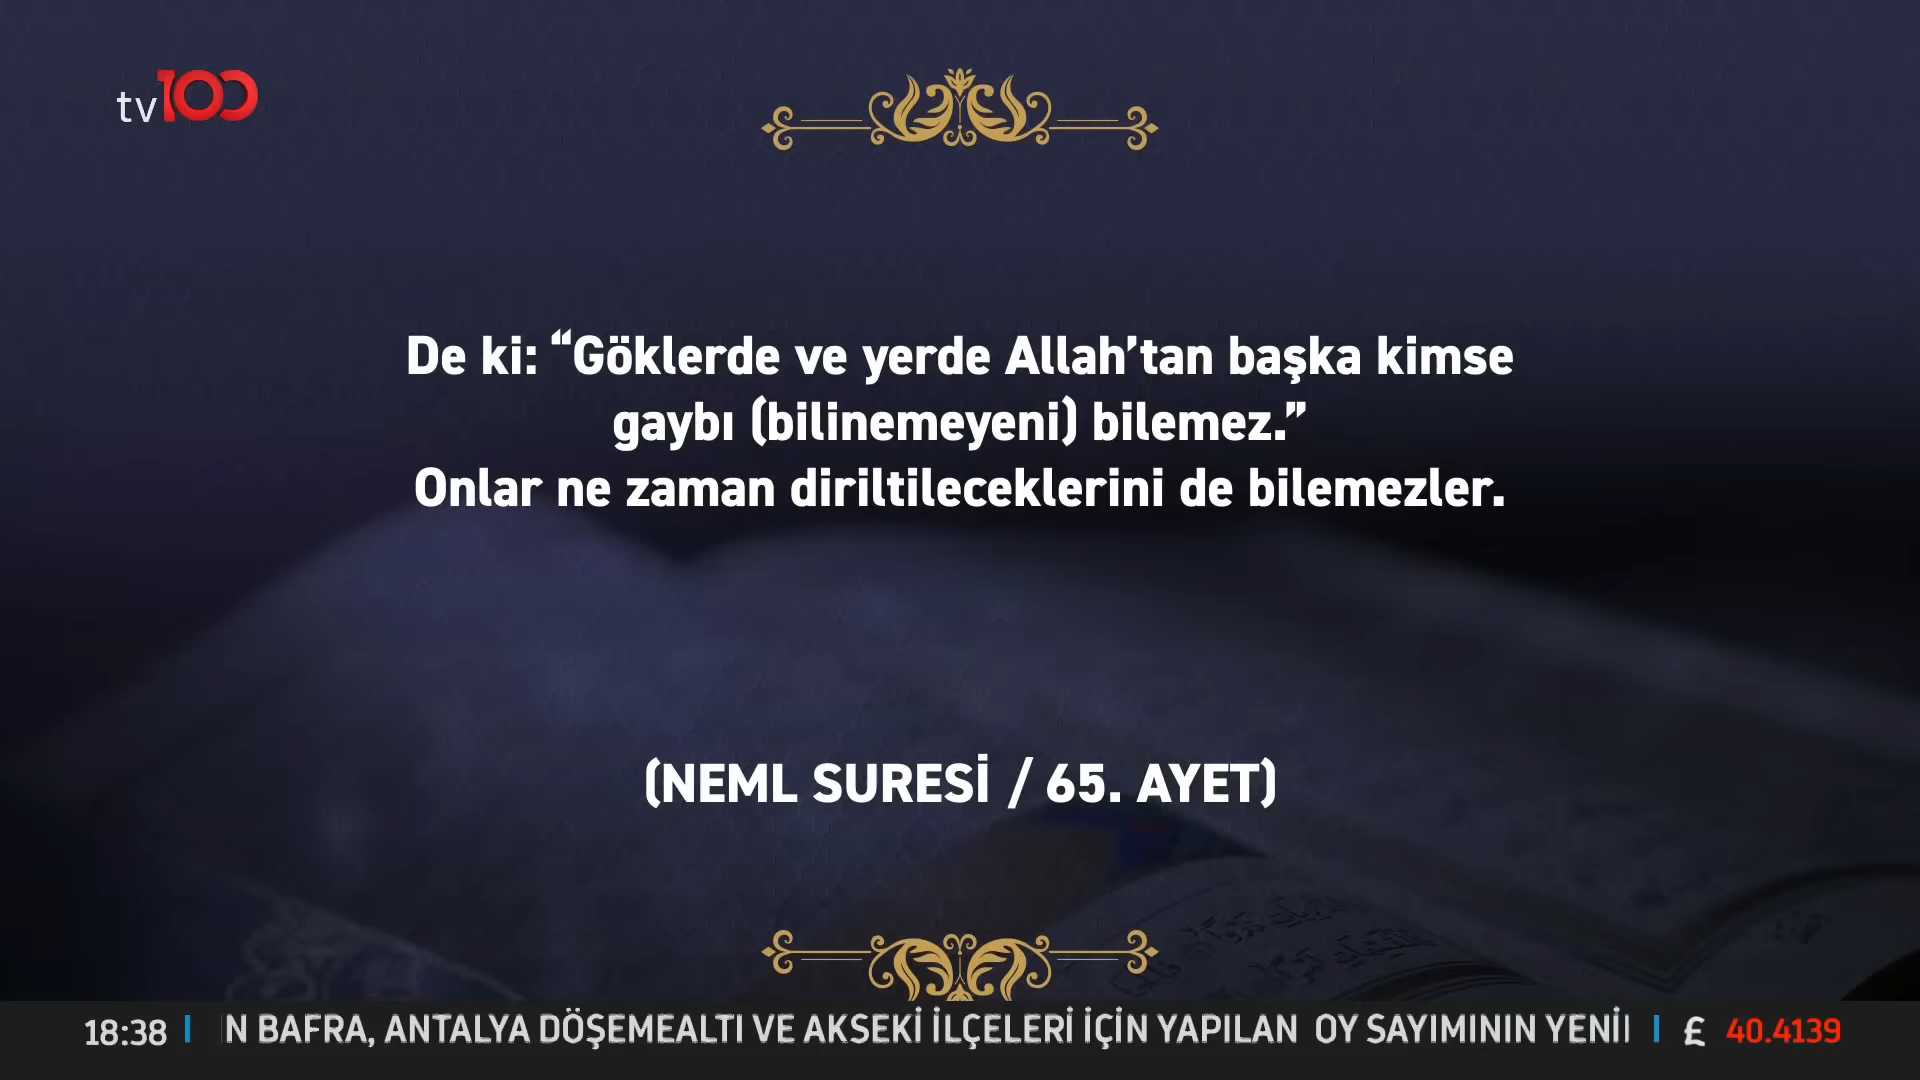 tv100
De ki: “Göklerde ve yerde Allah’tan başka kimse
gaybı (bilinemeyeni) bilemez.”
Onlar ne zaman diriltileceklerini de bilemezler.
(NEML SURESİ / 65. AYET)
18:38 N BAFRA, ANTALYA DÖŞEMEALTI VE AKSEKİ İLÇELERİ İÇİN YAPILAN OY SAYIMININ YENİ £ 40.4139